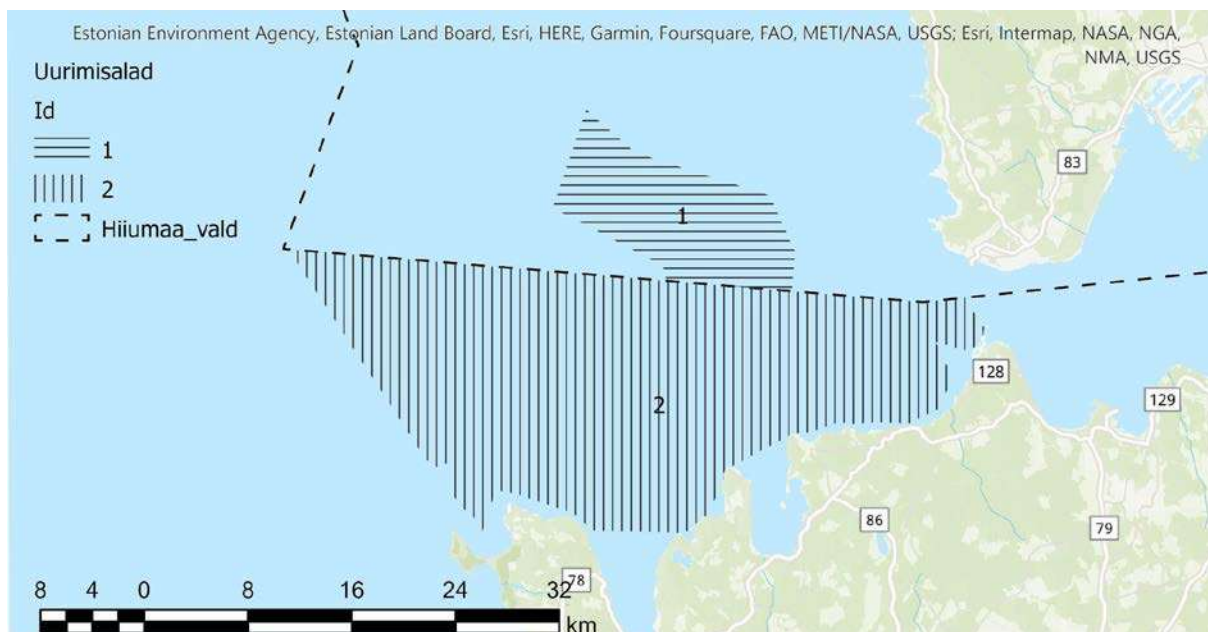 Estonian Environment Agency, Estonian Land Board, Esri, HERE, Garmin, Foursquare, FAO, METI/NASA, USGS; Esri, Intermap, NASA, NGA,
NMA, USGS
Uurimisalad
Id
1
2
Hiiumaa_vald
83
1
128
2
129
86
79
78
8 4 0 8 16 24 32
km